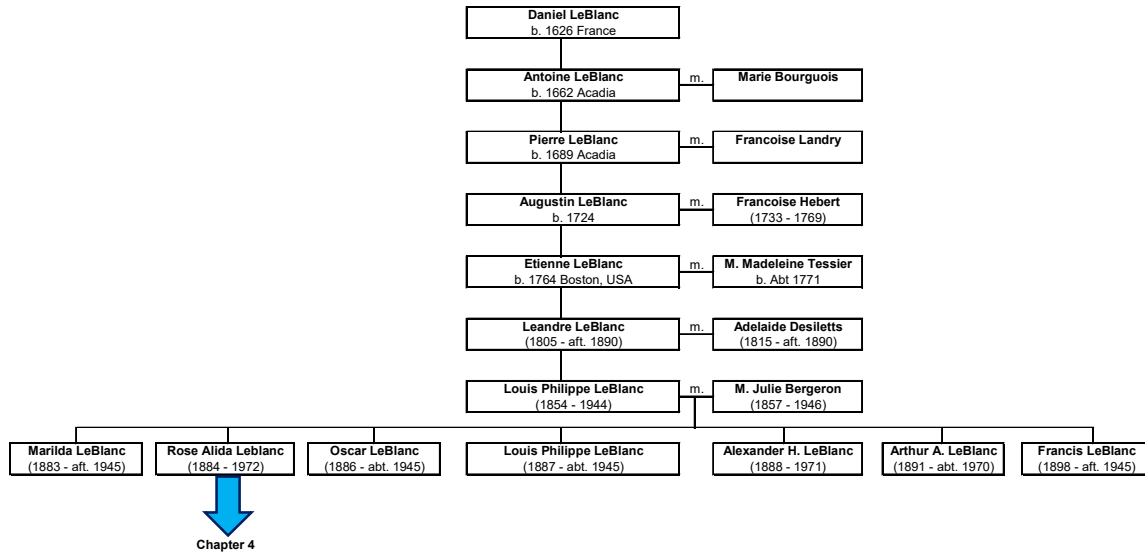 Daniel LeBlanc
b. 1626 France
Antoine LeBlanc
b. 1662 Acadia
m.
Marie Bourguois
Pierre LeBlanc
b. 1689 Acadia
m.
Francoise Landry
Augustin LeBlanc
b. 1724
m.
Francoise Hebert
(1733 - 1769)
Etienne LeBlanc
b. 1764 Boston, USA
m.
M. Madeleine Tessier
b. Abt 1771
Leandre LeBlanc
(1805 - aft. 1890)
m.
Adelaide Desiletts
(1815 - aft. 1890)
Louis Philippe LeBlanc
(1854 - 1944)
m.
M. Julie Bergeron
(1857 - 1946)
Marilda LeBlanc
(1883 - aft. 1945)
Rose Alida Leblanc
(1884 - 1972)
Oscar LeBlanc
(1886 - abt. 1945)
Louis Philippe LeBlanc
(1887 - abt. 1945)
Alexander H. LeBlanc
(1888 - 1971)
Arthur A. LeBlanc
(1891 - abt. 1970)
Francis LeBlanc
(1898 - aft. 1945)
Chapter 4